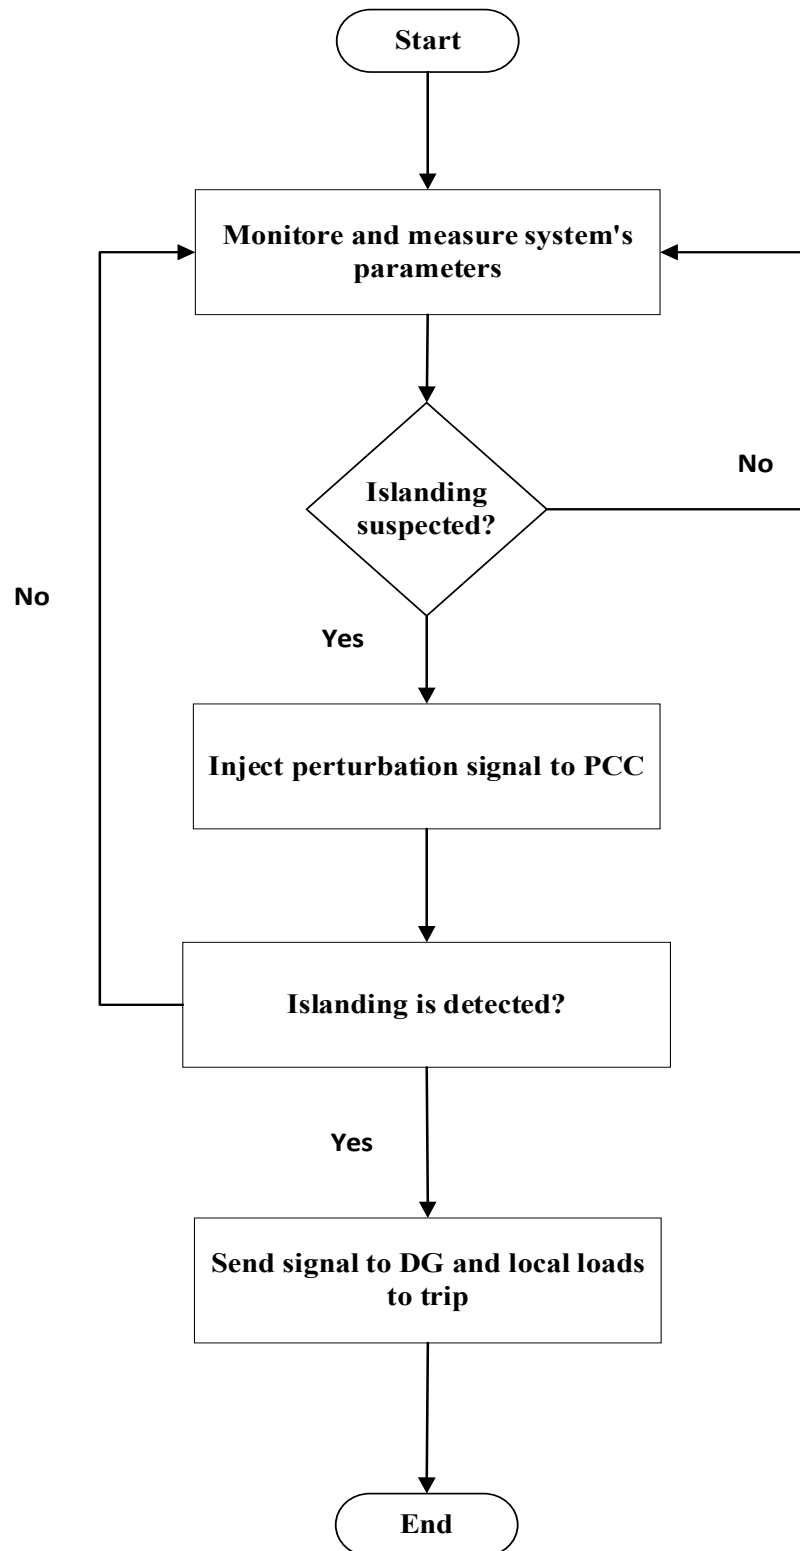 Start
Monitore and measure system's
parameters
Islanding
suspected?
No
No
Yes
Inject perturbation signal to PCC
Islanding is detected?
Yes
Send signal to DG and local loads
to trip
End